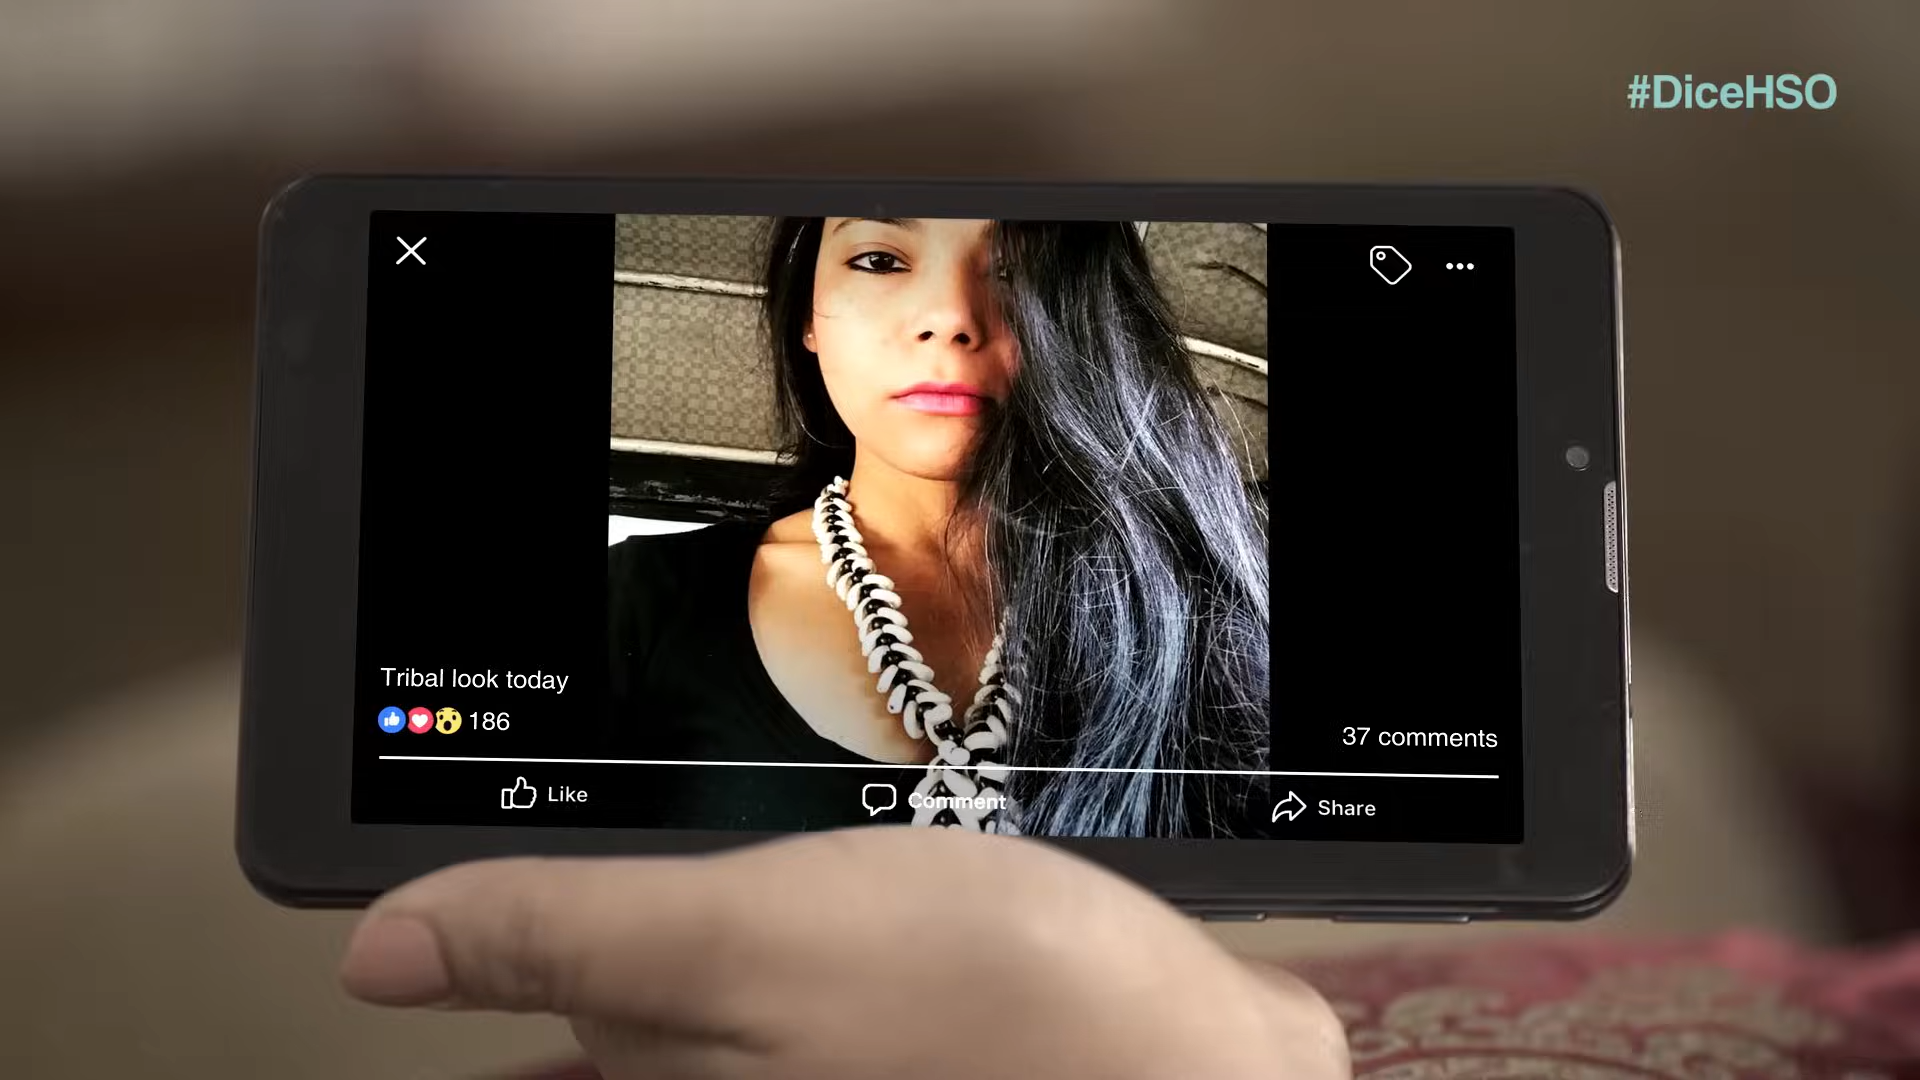 #DiceHSO
Tribal look today
186
37 comments
Like
Comment
Share